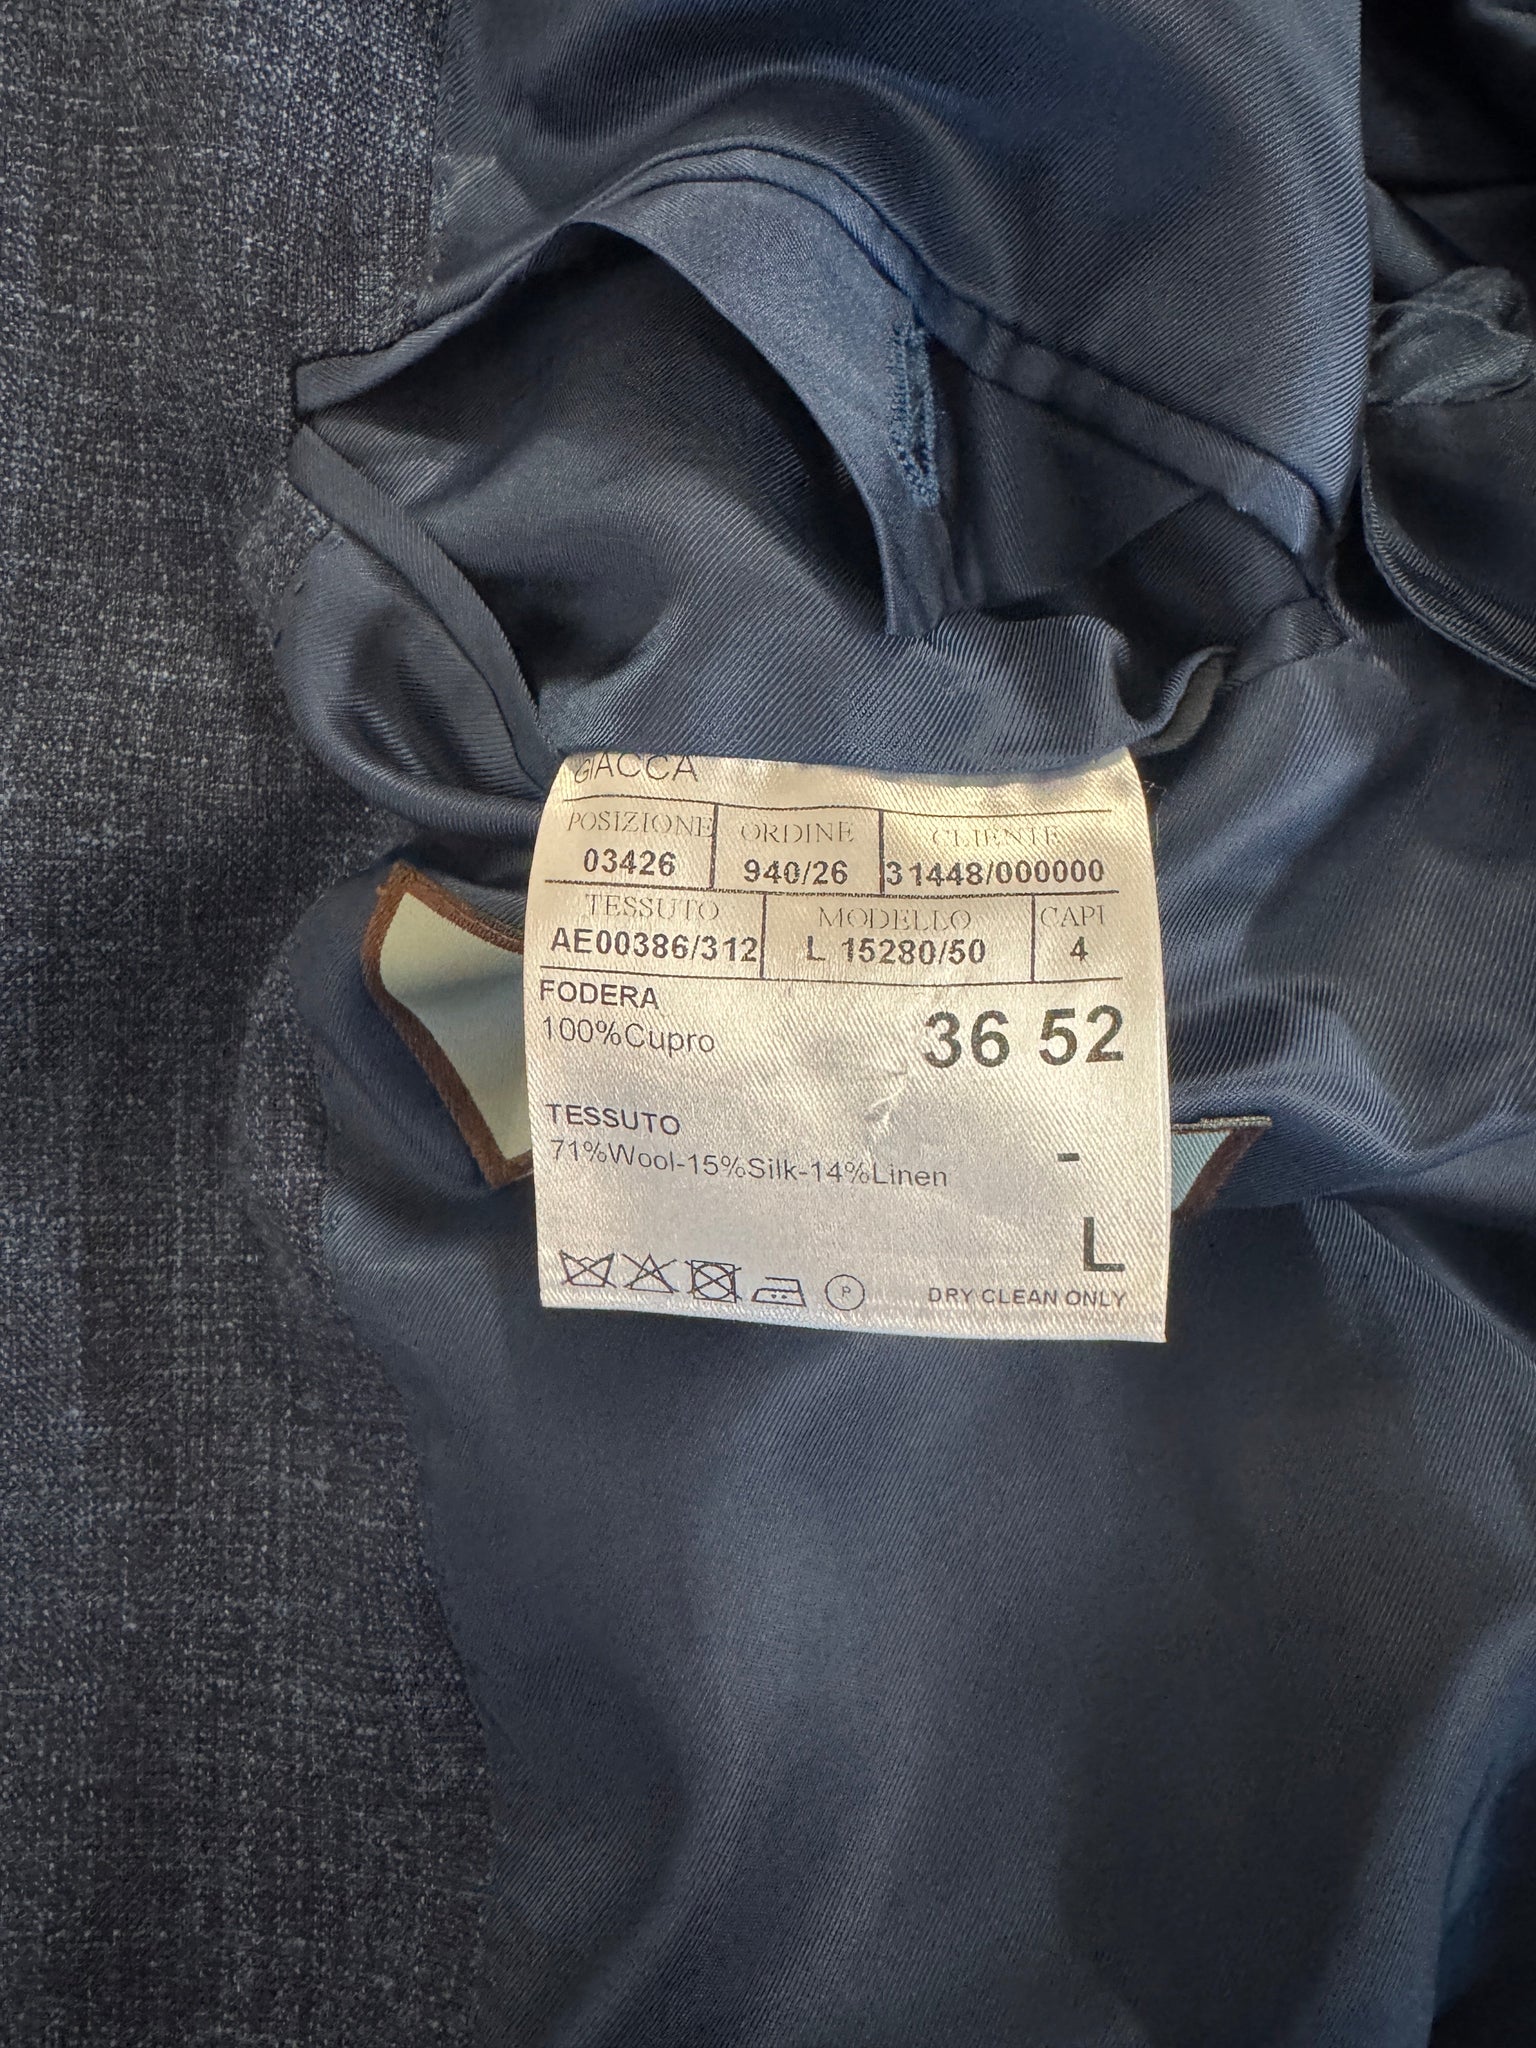 GIACCA
POSIZIONE ORDINE CLIENTE
03426 940/26 31448/000000
TESSUTO MODELLO CAPI
AE00386/312 L 15280/50 4
FODERA
100%Cupro
36 52
TESSUTO
71%Wool-15%Silk-14%Linen
-
L
P
DRY CLEAN ONLY